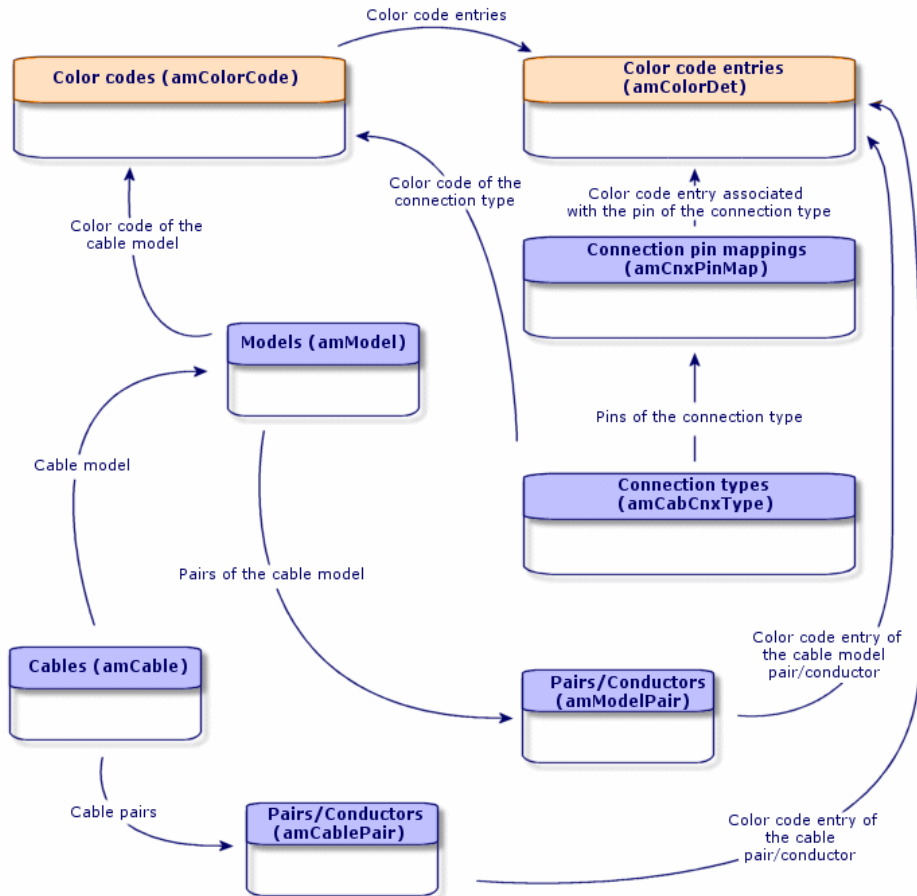 Color code entries
Color codes (amColorCode)
Color code entries
(amColorDet)
Color code of the
connection type
Color code entry associated
with the pin of the connection type
Color code of the
cable model
Connection pin mappings
(amCnxPinMap)
Models (amModel)
Pins of the connection type
Cable model
Connection types
(amCabCnxType)
Pairs of the cable model
Color code entry of
the cable model
pair/conductor
Cables (amCable)
Pairs/Conductors
(amModelPair)
Cable pairs
Pairs/Conductors
(amCablePair)
Color code entry of
the cable
pair/conductor